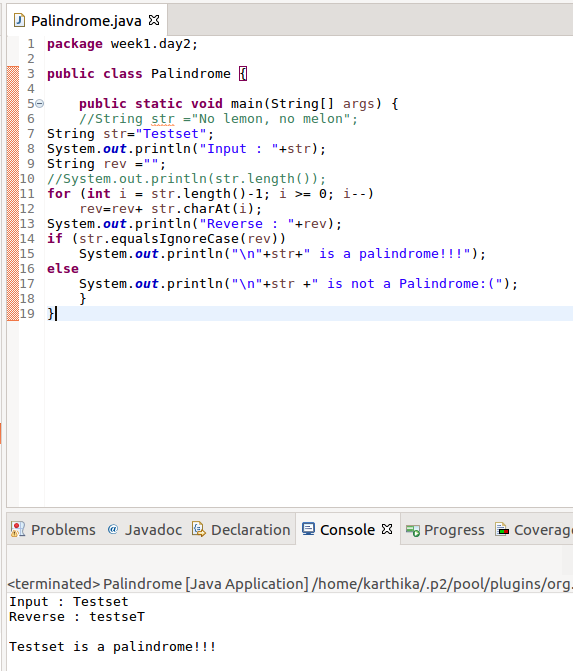 Palindrome.java
1 package week1.day2;
2
3 public class Palindrome {
4
5 public static void main(String[] args) {
6 //String str ="No lemon, no melon";
7 String str="Testset";
8 System.out.println("Input : "+str);
9 String rev ="";
10 //System.out.println(str.length());
11 for (int i = str.length()-1; i >= 0; i--)
12 rev=rev+ str.charAt(i);
13 System.out.println("Reverse : "+rev);
14 if (str.equalsIgnoreCase(rev))
15 System.out.println("\n"+str+" is a palindrome!!!");
16 else
17 System.out.println("\n"+str +" is not a Palindrome:(");
18 }
19 }
Problems @ Javadoc Declaration Console Progress Coverage
<terminated> Palindrome [Java Application] /home/karthika/.p2/pool/plugins/org.
Input : Testset
Reverse : testseT
Testset is a palindrome!!!